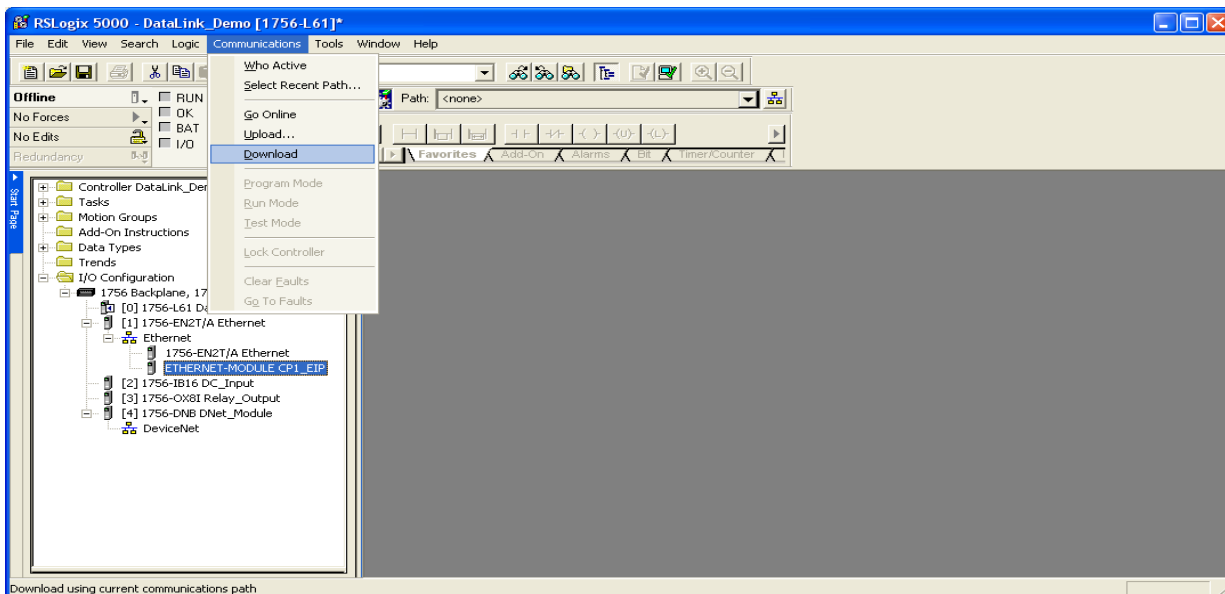 RSLogix 5000 - DataLink_Demo [1756-L61]*
File Edit View Search Logic Communications Tools Window Help
Who Active
Select Recent Path...
Go Online
Upload...
Download
Program Mode
Run Mode
Test Mode
Lock Controller
Clear Faults
Go To Faults
Offline
RUN
No Forces
OK
No Edits
BAT
I/O
Redundancy
Path: <none>
Favorites Add-On Alarms Bit Timer/Counter
Start Page
Controller DataLink_Der
Tasks
Motion Groups
Add-On Instructions
Data Types
Trends
I/O Configuration
1756 Backplane, 17
[0] 1756-L61 Da
[1] 1756-EN2T/A Ethernet
Ethernet
1756-EN2T/A Ethernet
ETHERNET-MODULE CP1_EIP
[2] 1756-IB16 DC_Input
[3] 1756-OX8I Relay_Output
[4] 1756-DNB DNet_Module
DeviceNet
Download using current communications path